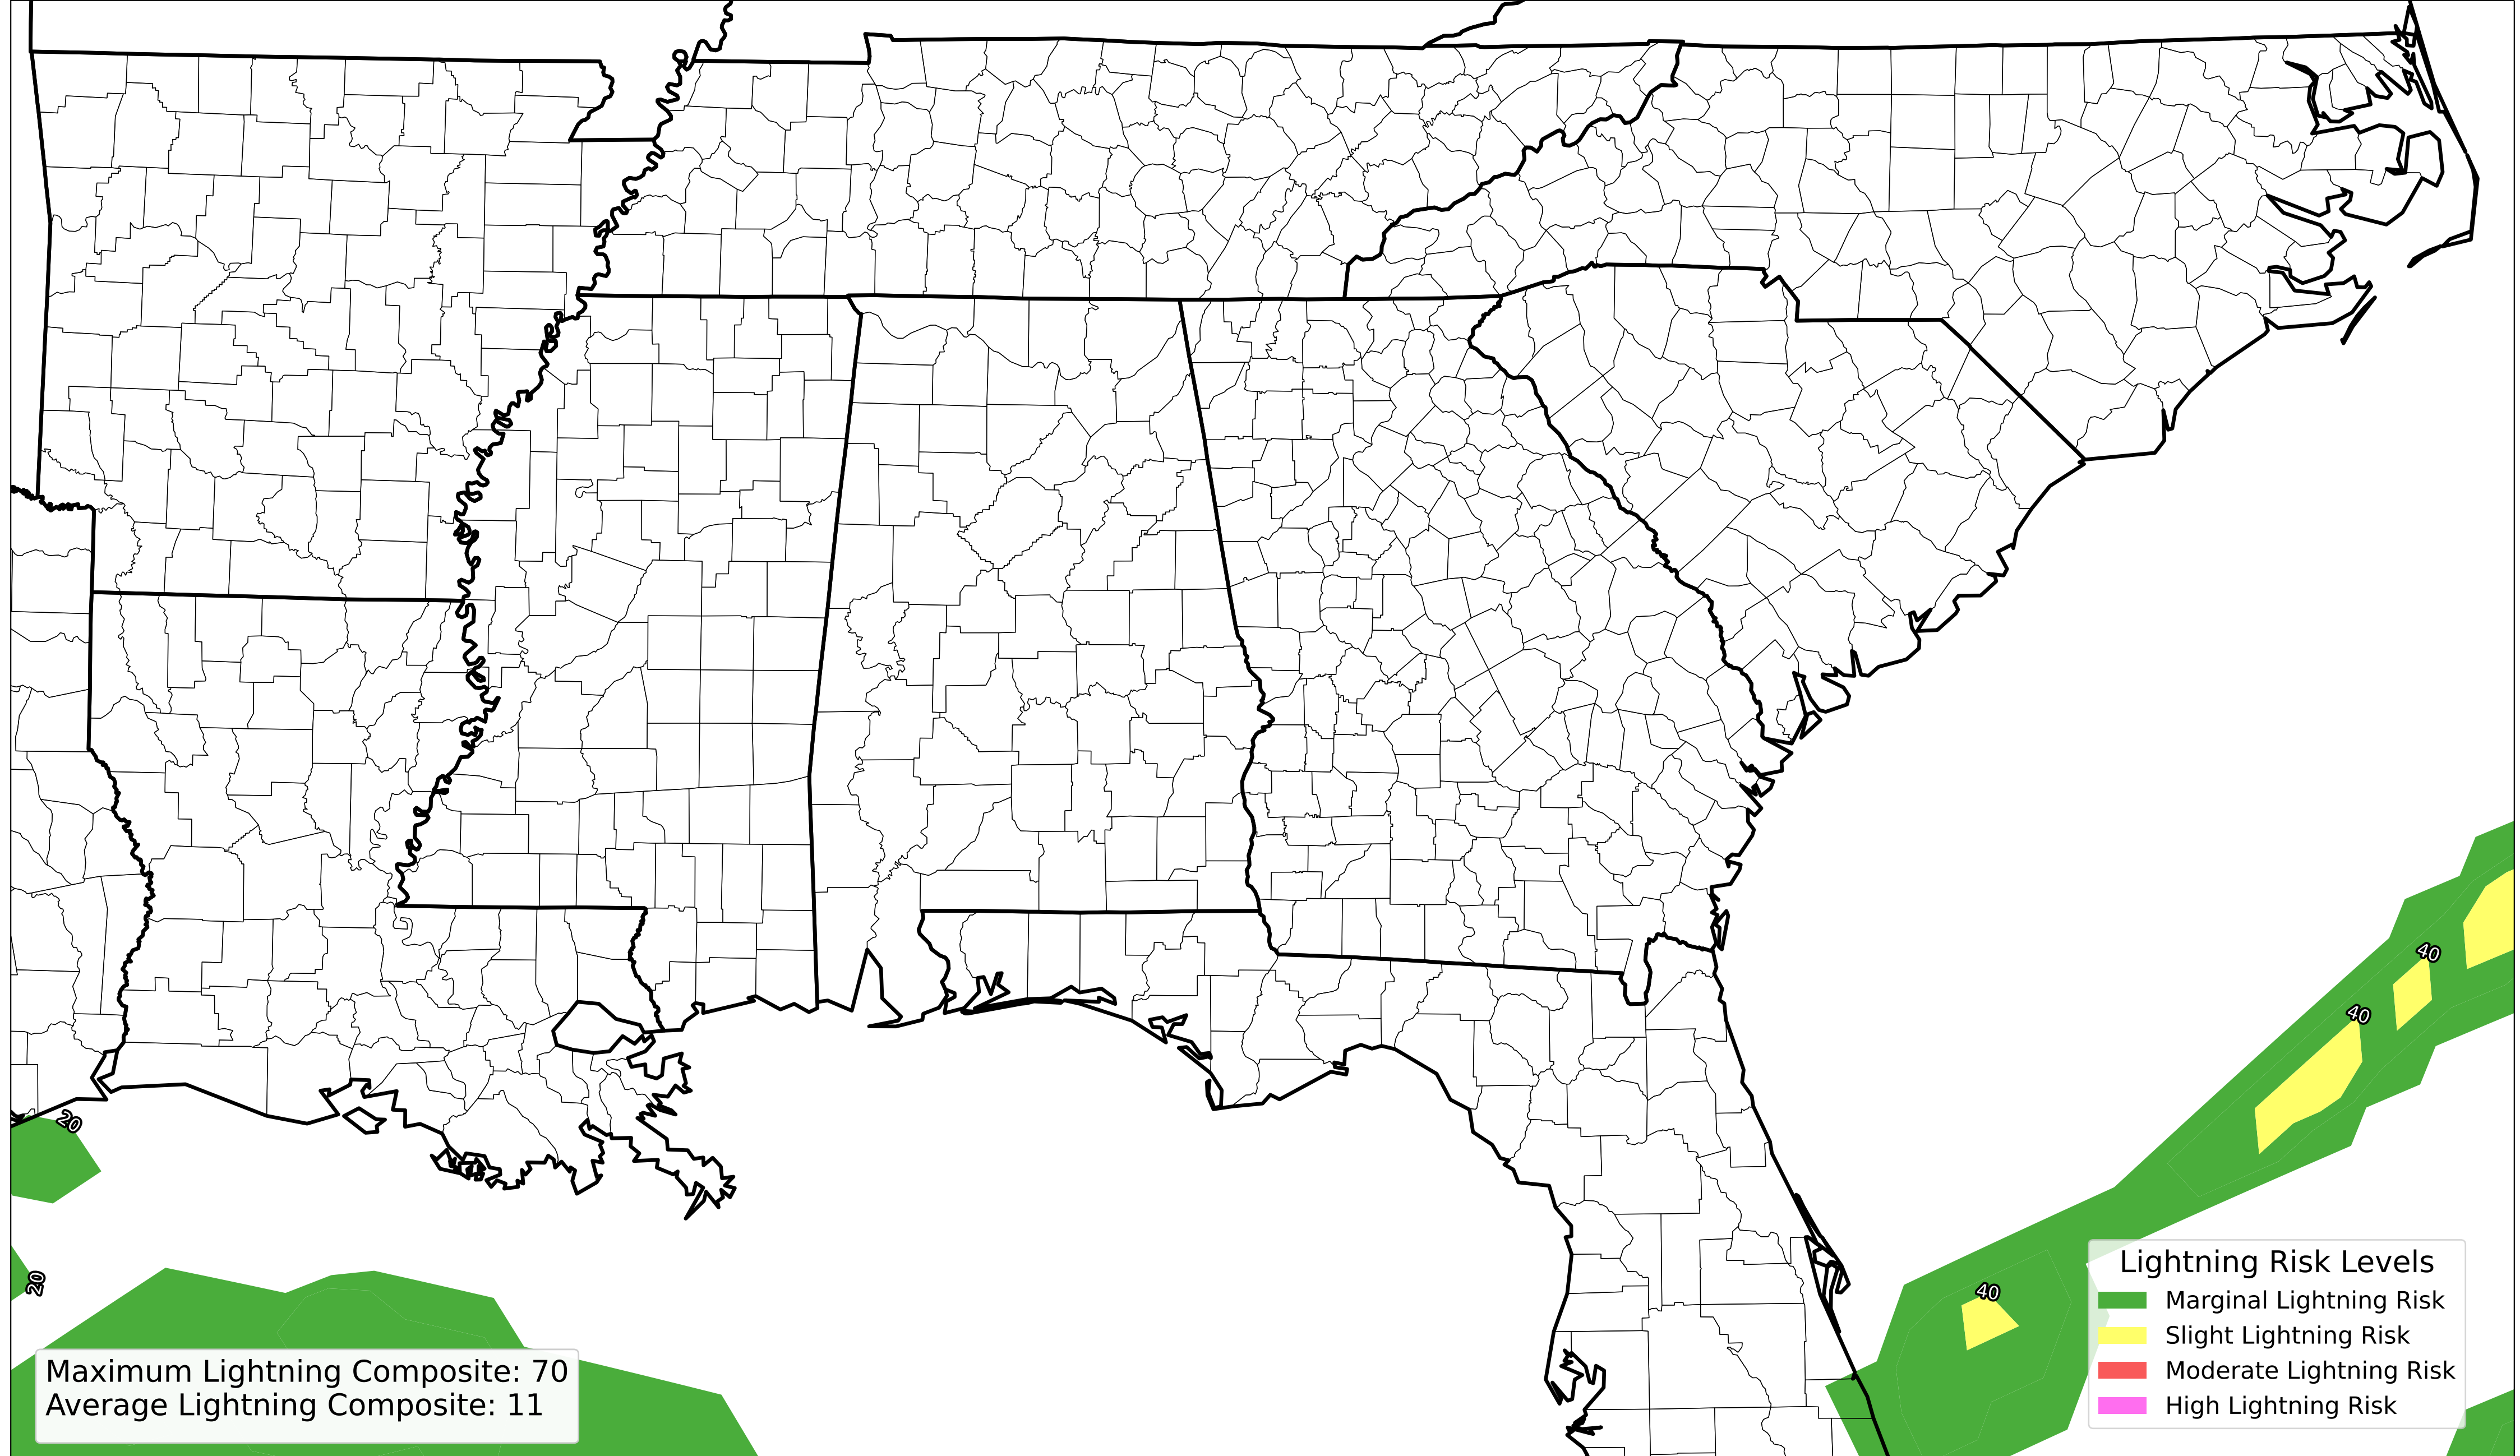 40
40
20
40
20
Lightning Risk Levels
Marginal Lightning Risk
Slight Lightning Risk
Moderate Lightning Risk
High Lightning Risk
Maximum Lightning Composite: 70
Average Lightning Composite: 11